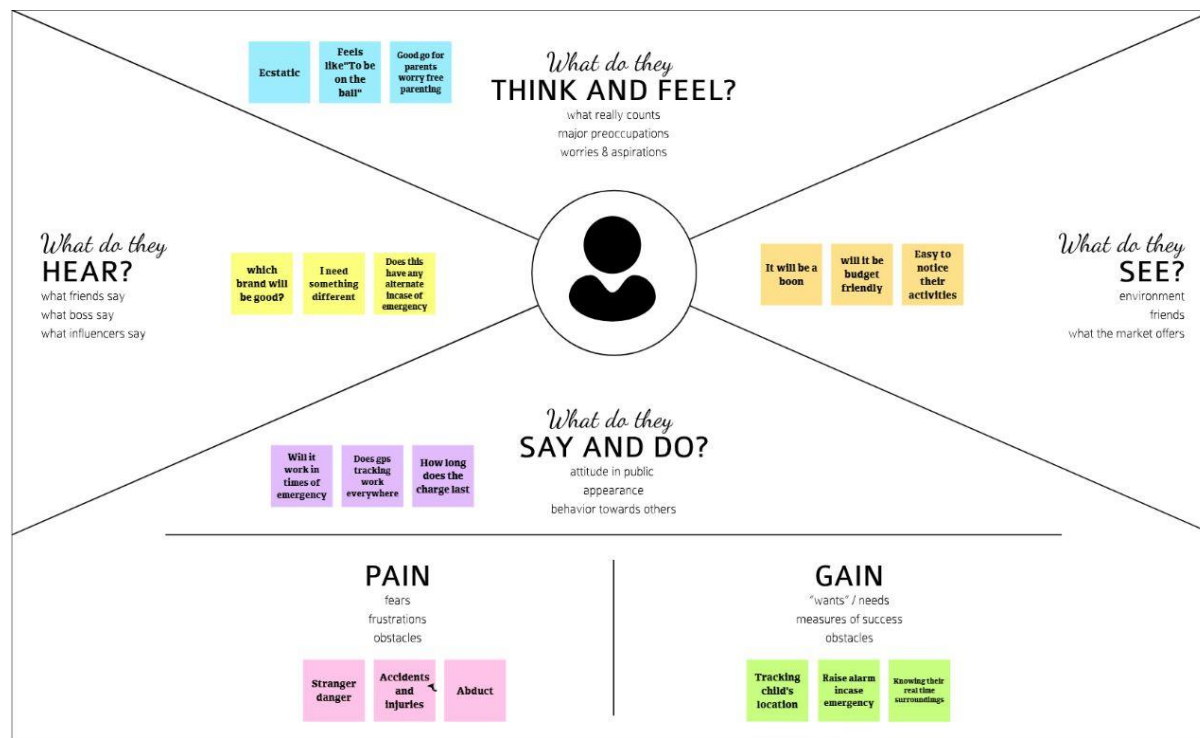 Ecstatic
Feels
like"To be
on the
ball"
Good go for
parents
worry free
parenting
What do they
THINK AND FEEL?
what really counts
major preoccupations
worries & aspirations
What do they
HEAR?
what friends say
what boss say
what influencers say
which
brand will
be good?
I need
something
different
Does this
have any
alternate
incase of
emergency
It will be a
boon
will it be
budget
friendly
Easy to
notice
their
activities
What do they
SEE?
environment
friends
what the market offers
Will it
work in
times of
emergency
Does gps
tracking
work
everywhere
How long
does the
charge last
What do they
SAY AND DO?
attitude in public
appearance
behavior towards others
PAIN
fears
frustrations
obstacles
Stranger
danger
Accidents
and
injuries
Abduct
GAIN
"wants" / needs
measures of success
obstacles
Tracking
child's
location
Raise alarm
incase
emergency
Knowing their
real time
surroundings